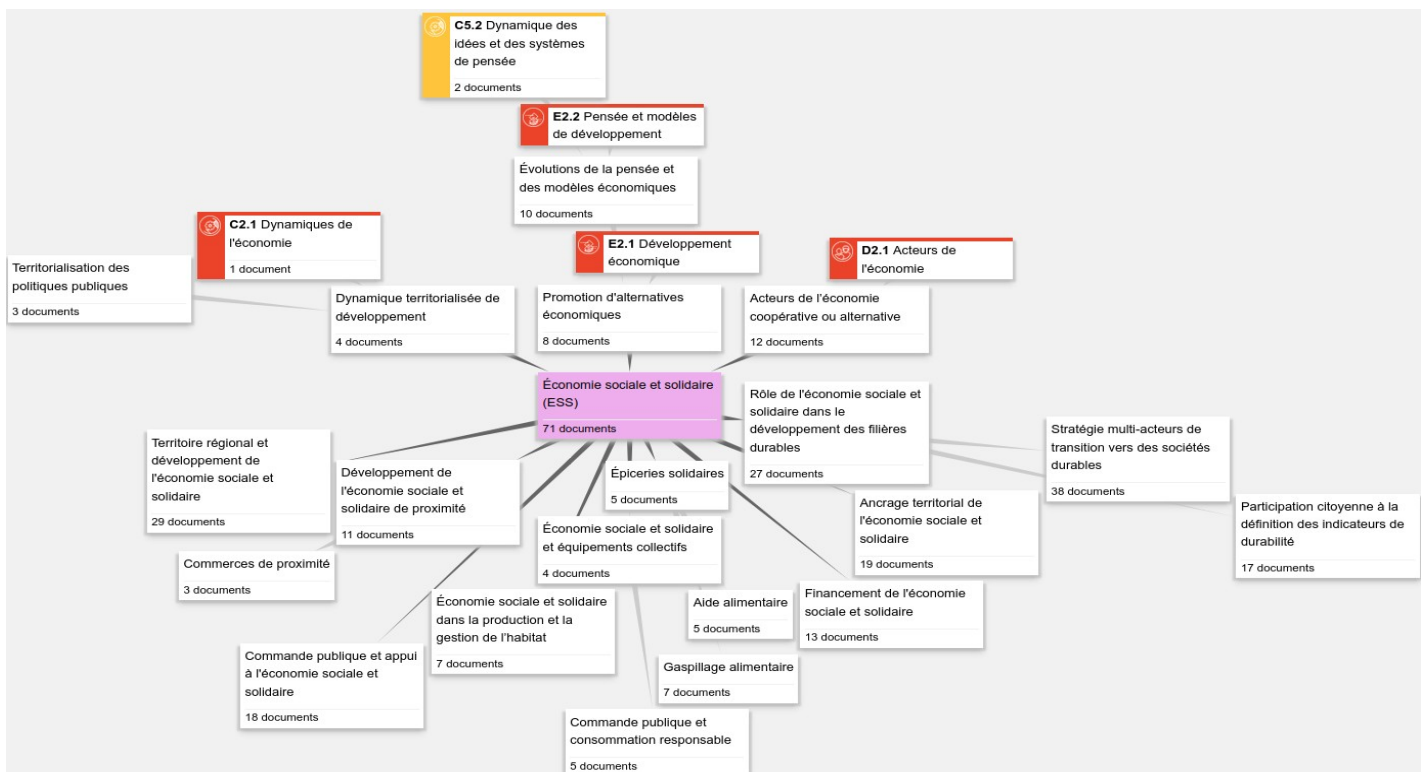 C5.2 Dynamique des
idées et des systèmes
de pensée
2 documents
E2.2 Pensée et modèles
de développement
Évolutions de la pensée et
des modèles économiques
10 documents
C2.1 Dynamiques de
l'économie
1 document
E2.1 Développement
économique
D2.1 Acteurs de
l'économie
Territorialisation des
politiques publiques
3 documents
Dynamique territorialisée de
développement
4 documents
Promotion d'alternatives
économiques
8 documents
Acteurs de l'économie
coopérative ou alternative
12 documents
Économie sociale et solidaire
(ESS)
71 documents
Rôle de l'économie sociale et
solidaire dans le
développement des filières
durables
27 documents
Stratégie multi-acteurs de
transition vers des sociétés
durables
38 documents
Territoire régional et
développement de
l'économie sociale et
solidaire
29 documents
Développement de
l'économie sociale et
solidaire de proximité
11 documents
Épiceries solidaires
5 documents
Ancrage territorial de
l'économie sociale et
solidaire
19 documents
Participation citoyenne à la
définition des indicateurs de
durabilité
17 documents
Économie sociale et solidaire
et équipements collectifs
4 documents
Commerces de proximité
3 documents
Économie sociale et solidaire
dans la production et la
gestion de l'habitat
7 documents
Aide alimentaire
5 documents
Financement de l'économie
sociale et solidaire
13 documents
Commande publique et appui
à l'économie sociale et
solidaire
18 documents
Gaspillage alimentaire
7 documents
Commande publique et
consommation responsable
5 documents